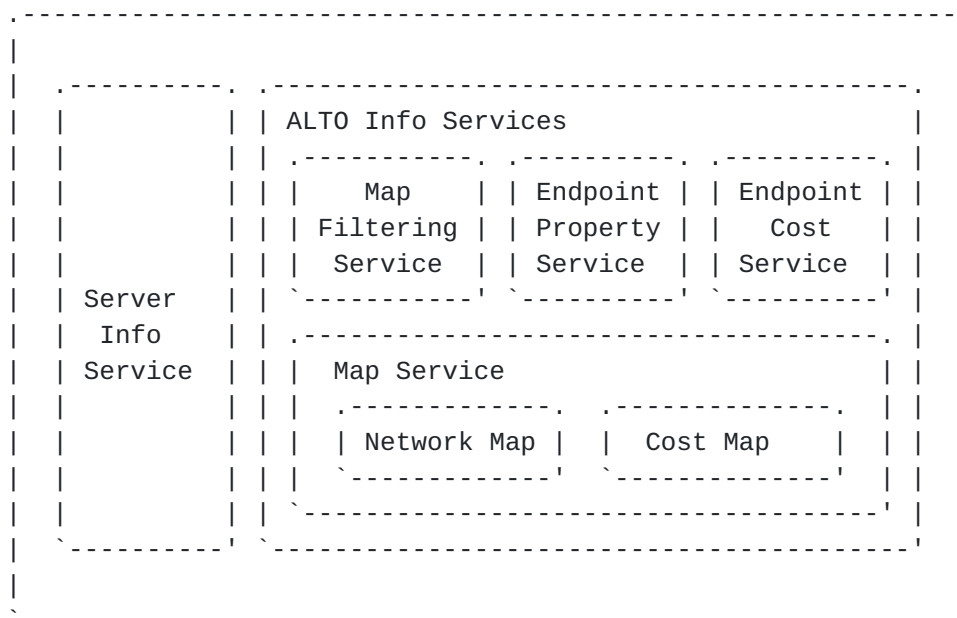 ALTO Info Services
Map
Filtering
Service
Endpoint
Property
Service
Endpoint
Cost
Service
Server
Info
Service
Map Service
Network Map
Cost Map